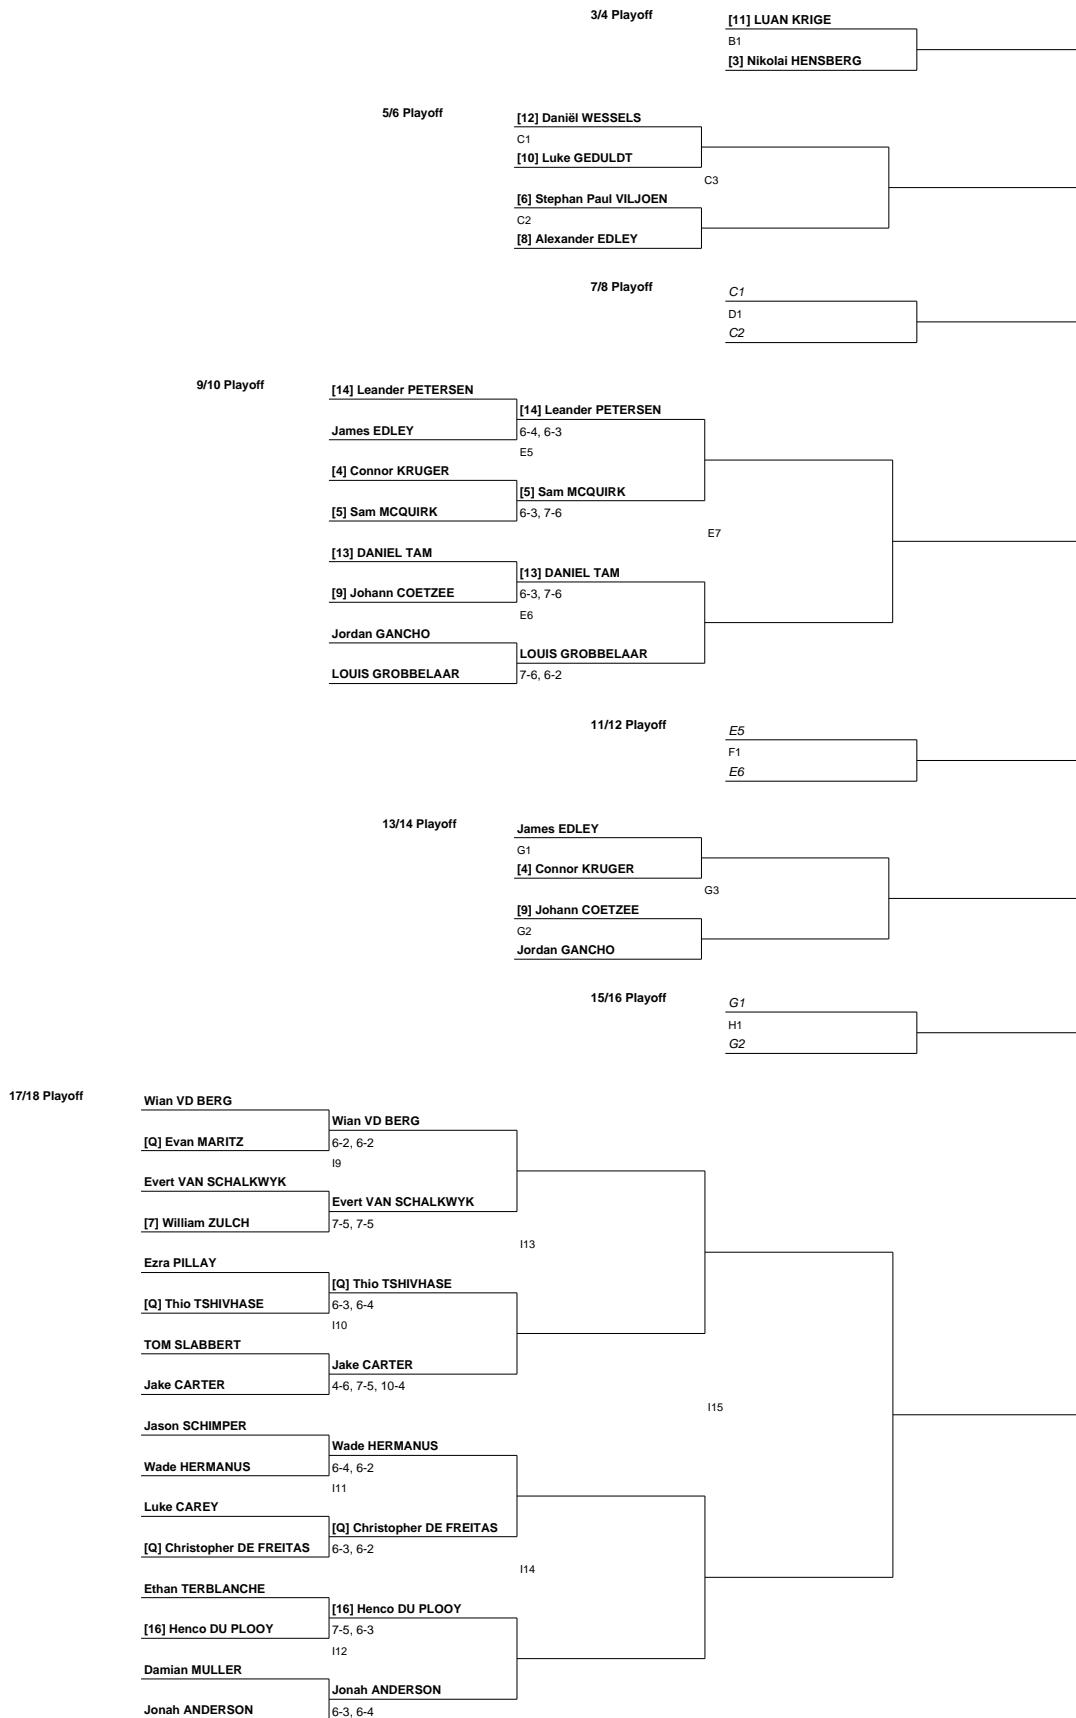 3/4 Playoff
[11] LUAN KRIGE
B1
[3] Nikolai HENSBERG
5/6 Playoff
[12] Daniël WESSELS
C1
[10] Luke GEDULDT
C3
[6] Stephan Paul VILJOEN
C2
[8] Alexander EDLEY
7/8 Playoff
C1
D1
C2
9/10 Playoff
[14] Leander PETERSEN
[14] Leander PETERSEN
James EDLEY
6-4, 6-3
E5
[4] Connor KRUGER
[5] Sam MCQUIRK
[5] Sam MCQUIRK
6-3, 7-6
E7
[13] DANIEL TAM
[13] DANIEL TAM
[9] Johann COETZEE
6-3, 7-6
E6
Jordan GANCHO
LOUIS GROBBELAAR
LOUIS GROBBELAAR
7-6, 6-2
11/12 Playoff
E5
F1
E6
13/14 Playoff
James EDLEY
G1
[4] Connor KRUGER
G3
[9] Johann COETZEE
G2
Jordan GANCHO
15/16 Playoff
G1
H1
G2
17/18 Playoff
Wian VD BERG
Wian VD BERG
[Q] Evan MARITZ
6-2, 6-2
I9
Evert VAN SCHALKWYK
Evert VAN SCHALKWYK
[7] William ZULCH
7-5, 7-5
I13
Ezra PILLAY
[Q] Thio TSHIVHASE
[Q] Thio TSHIVHASE
6-3, 6-4
I10
TOM SLABBERT
Jake CARTER
Jake CARTER
4-6, 7-5, 10-4
I15
Jason SCHIMPER
Wade HERMANUS
Wade HERMANUS
6-4, 6-2
I11
Luke CAREY
[Q] Christopher DE FREITAS
[Q] Christopher DE FREITAS
6-3, 6-2
I14
Ethan TERBLANCHE
[16] Henco DU PLOOY
[16] Henco DU PLOOY
7-5, 6-3
I12
Damian MULLER
Jonah ANDERSON
Jonah ANDERSON
6-3, 6-4